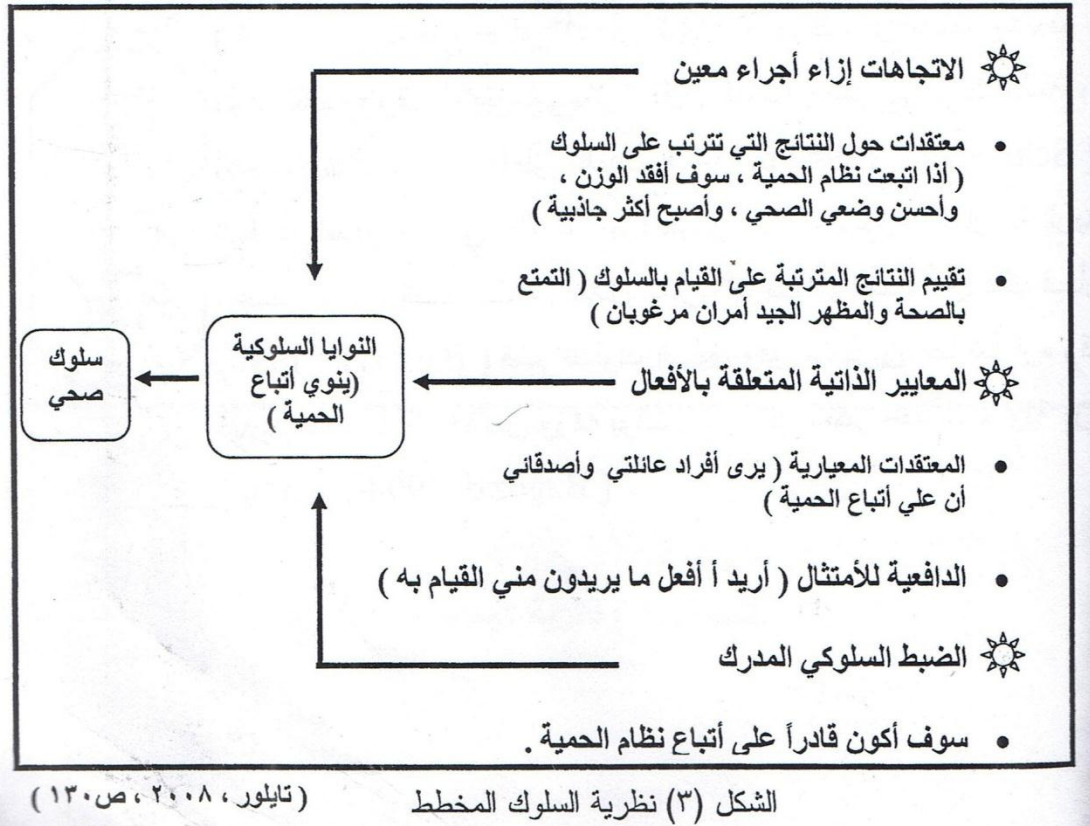 الاتجاهات إزاء أجراء معين
معتقدات حول النتائج التي تترتب على السلوك
( أذا اتبعت نظام الحمية ، سوف أفقد الوزن ،
وأحسن وضعي الصحي ، وأصبح أكثر جاذبية )
تقييم النتائج المترتبة على القيام بالسلوك ( التمتع
بالصحة والمظهر الجيد أمران مرغوبان )
المعايير الذاتية المتعلقة بالأفعال
النوايا السلوكية
(ينوي أتباع
الحمية )
سلوك
صحي
المعتقدات المعيارية ( يرى أفراد عائلتي وأصدقائي
أن علي أتباع الحمية )
الدافعية للأمتثال ( أريد أ أفعل ما يريدون مني القيام به )
الضبط السلوكي المدرك
سوف أكون قادراً على أتباع نظام الحمية .
الشكل (٣) نظرية السلوك المخطط
( تايلور ، ٢٠٠٨ ، ص١٣٠ )